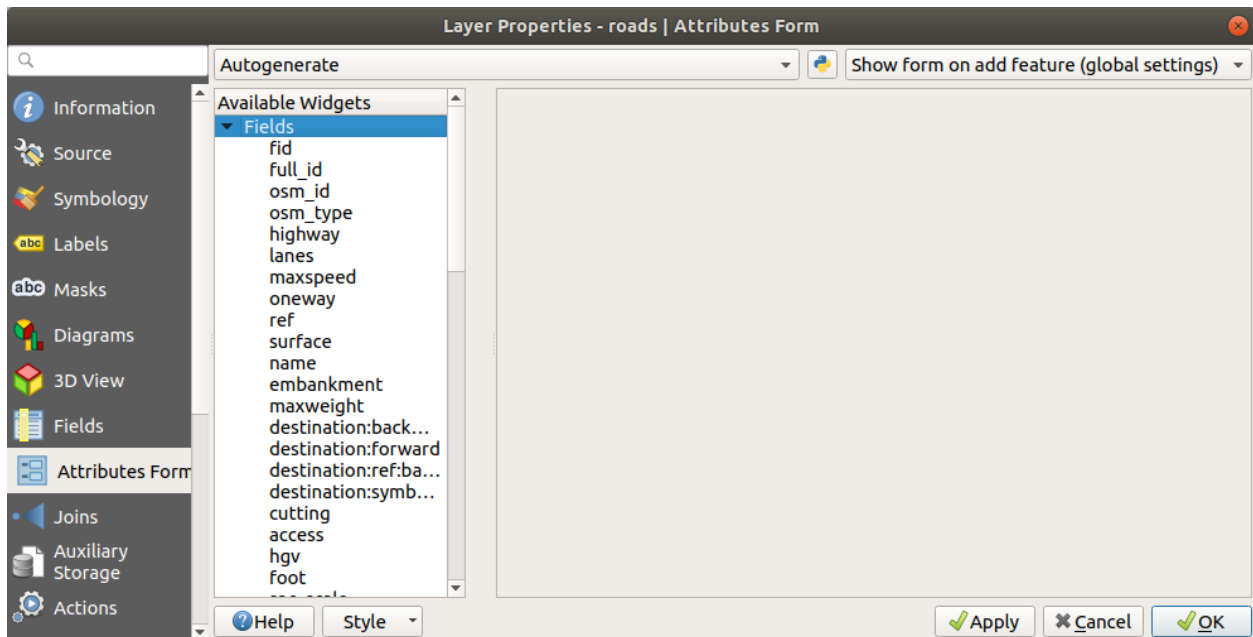 Layer Properties - roads | Attributes Form
Autogenerate
Show form on add feature (global settings)
Information
Source
Symbology
abc Labels
abc Masks
Diagrams
3D View
Fields
Attributes Form
Joins
Auxiliary
Storage
Actions
Available Widgets
Fields
fid
full_id
osm_id
osm_type
highway
lanes
maxspeed
oneway
ref
surface
name
embankment
maxweight
destination:back...
destination:forward
destination:ref:ba...
destination:symb...
cutting
access
hgv
foot
Help
Style
Apply
Cancel
OK